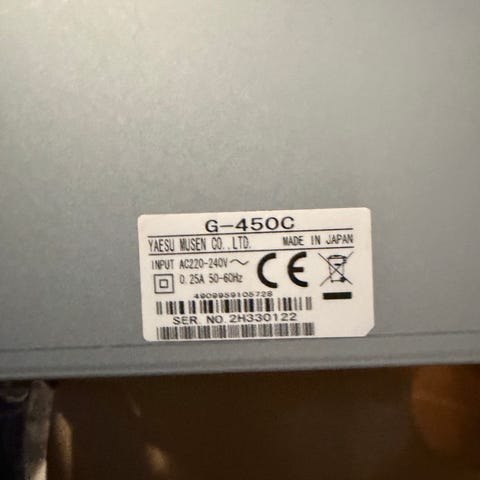 G-450C
YAESU MUSEN CO.,LTD. MADE IN JAPAN
INPUT AC220-240V～
0.25A 50-60Hz
CE
4909959105728
SER. NO. 2H330122